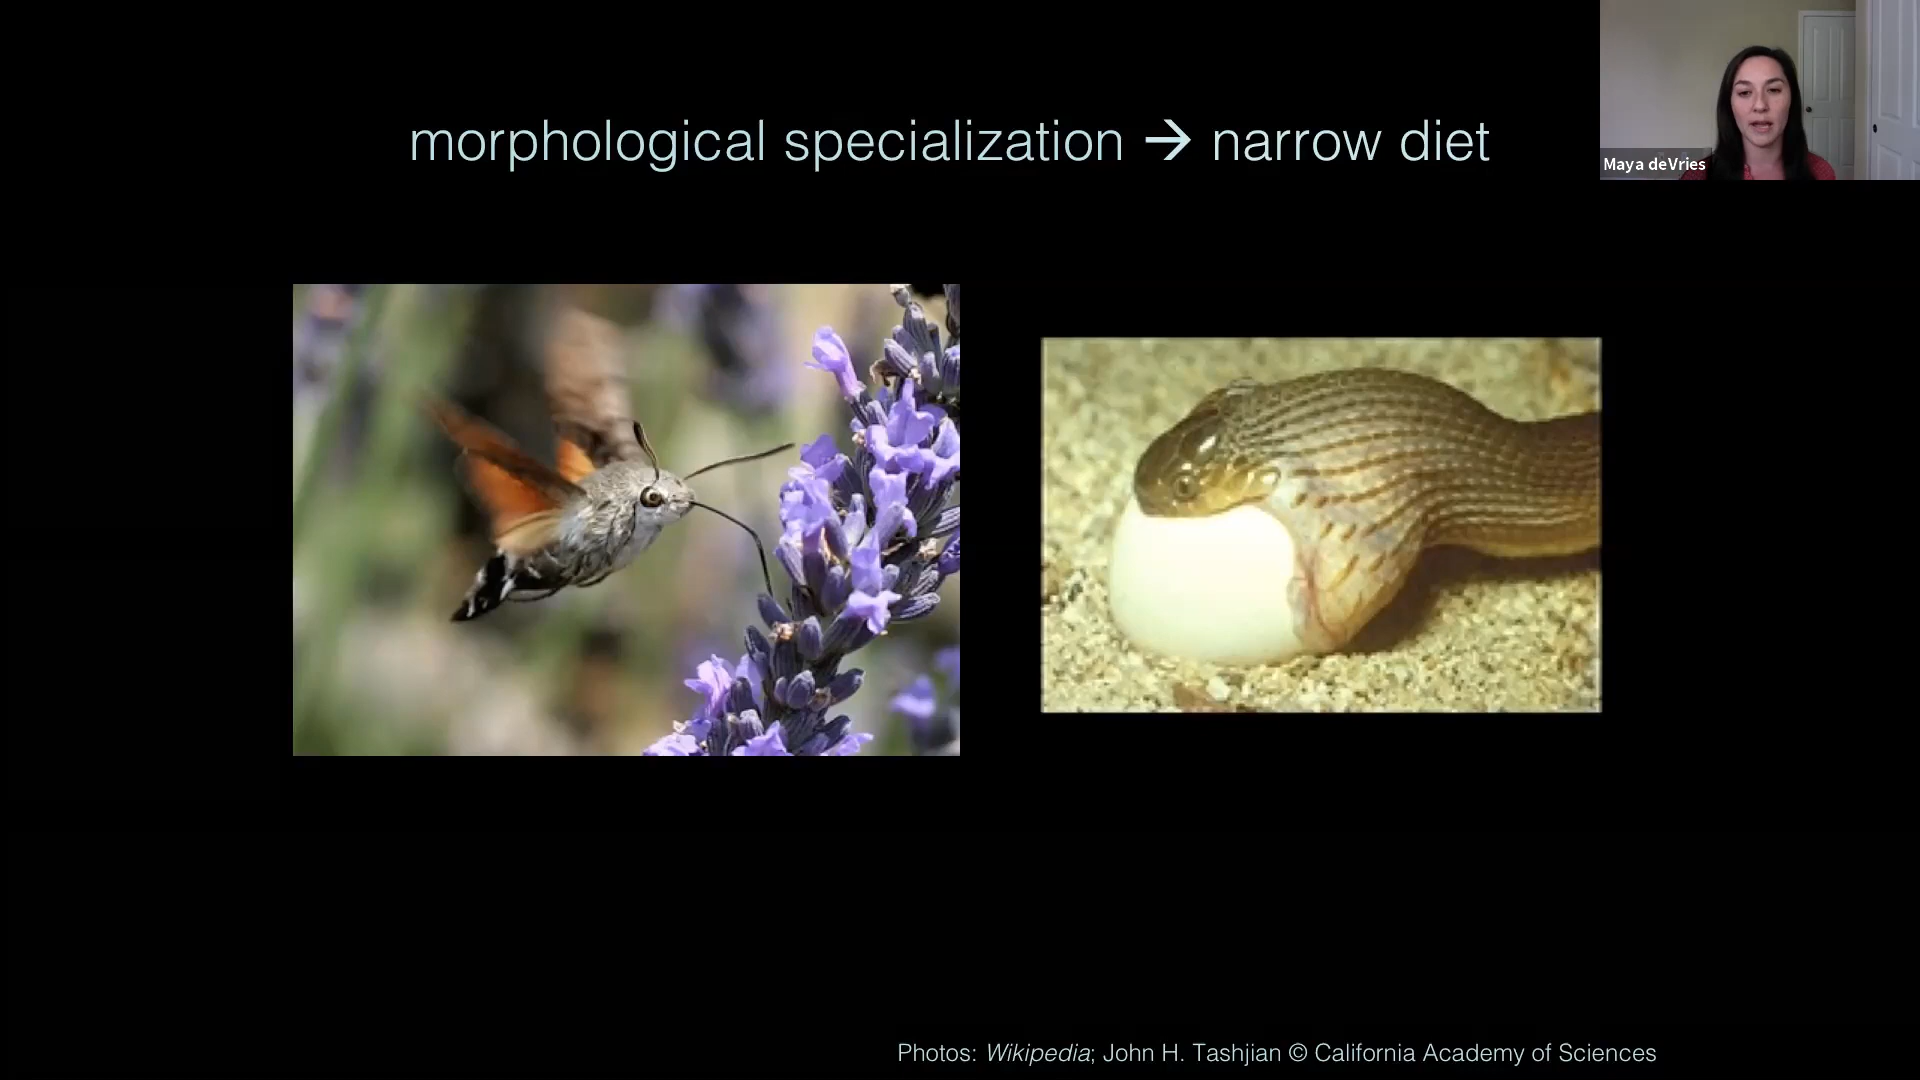 morphological specialization → narrow diet
Maya deVries
Photos: Wikipedia; John H. Tashjian © California Academy of Sciences